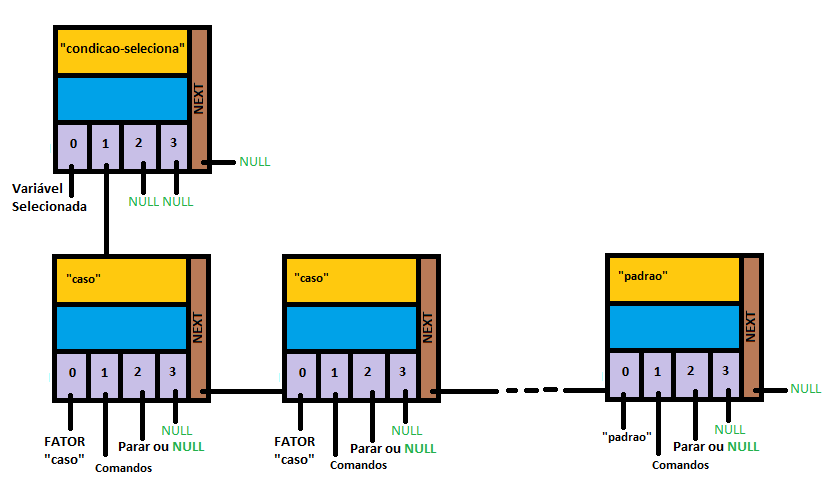 "condicao-seleciona"
NEXT
0 1 2 3
NULL
Variável
Selecionada
NULL NULL
"caso"
NEXT
0 1 2 3
NULL
FATOR
"caso"
Parar ou NULL
Comandos
"caso"
NEXT
0 1 2 3
NULL
FATOR
"caso"
Parar ou NULL
Comandos
"padrao"
NEXT
0 1 2 3
NULL
NULL
"padrao"
Parar ou NULL
Comandos